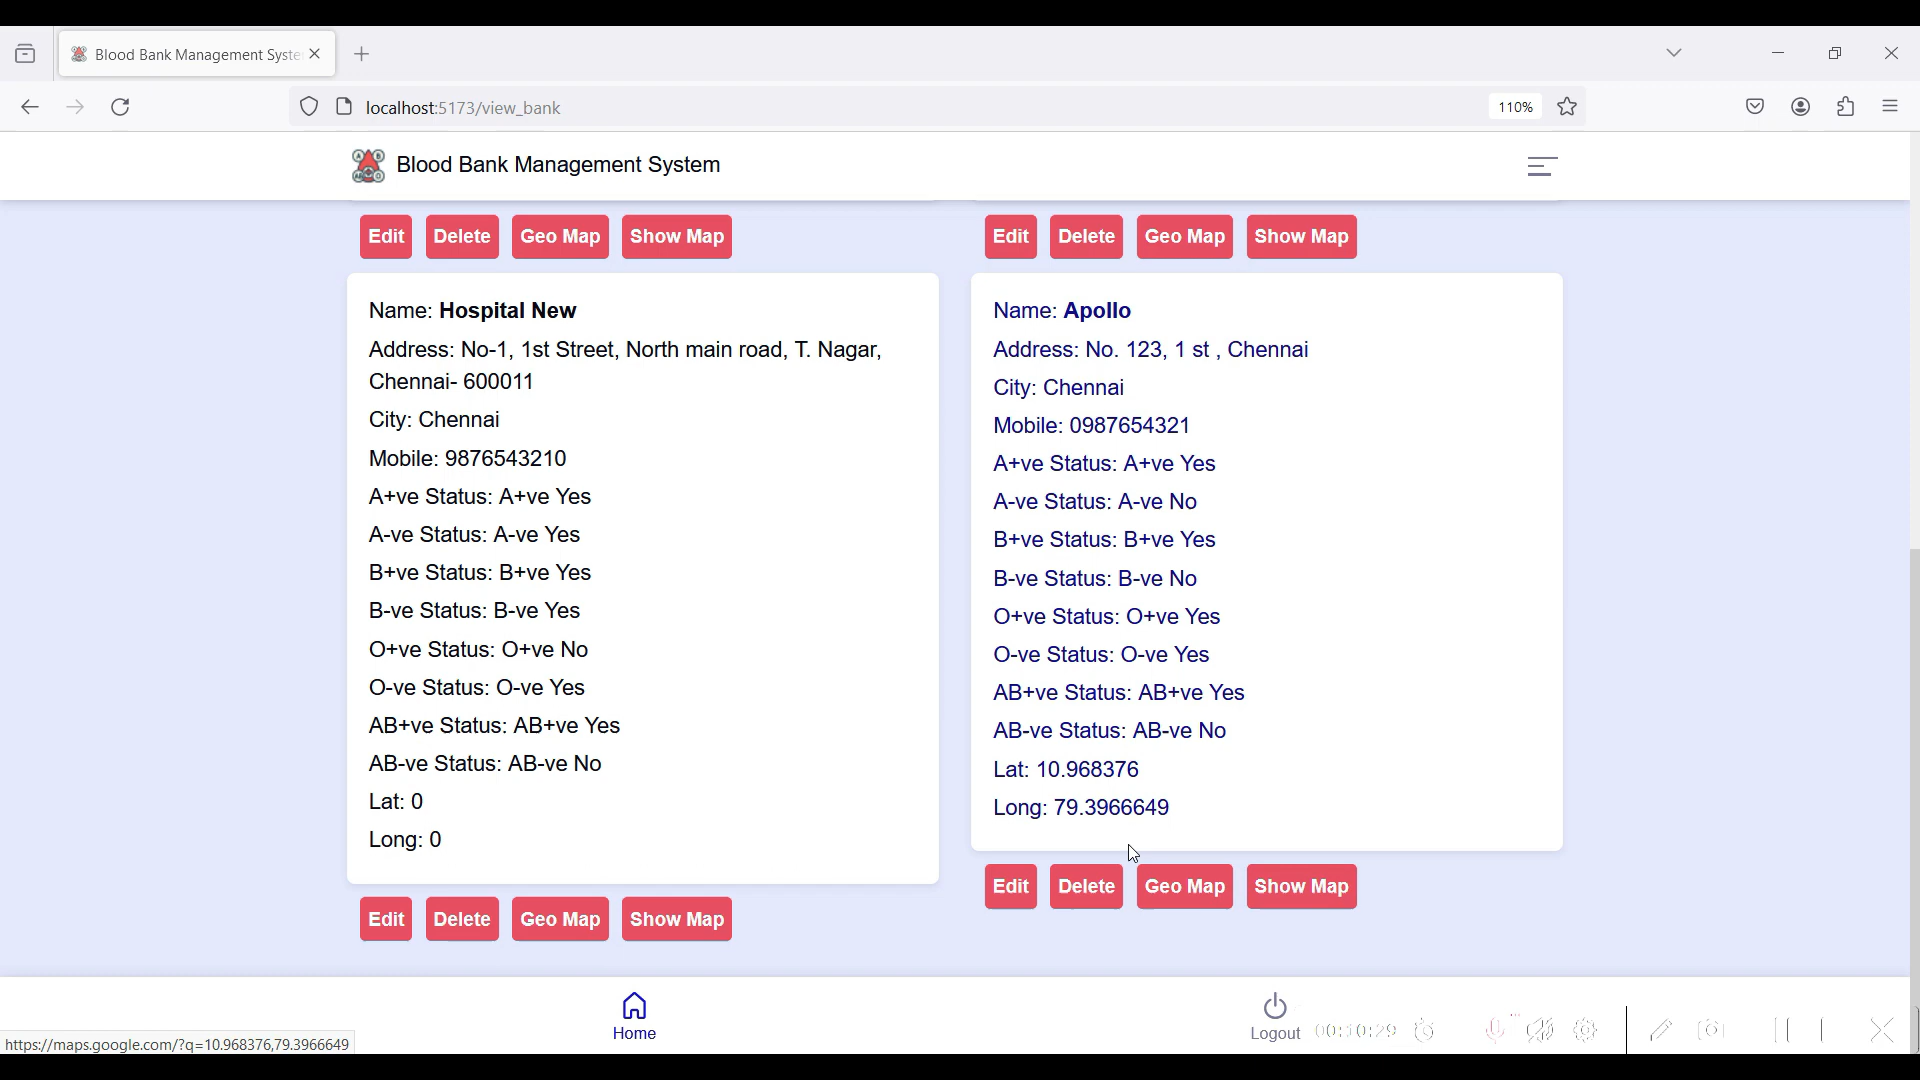 Blood Bank Management Syste
localhost:5173/view_bank
110%
Blood Bank Management System
Edit Delete Geo Map Show Map
Edit Delete Geo Map Show Map
Name: Hospital New
Address: No-1, 1st Street, North main road, T. Nagar,
Chennai- 600011
City: Chennai
Mobile: 9876543210
A+ve Status: A+ve Yes
A-ve Status: A-ve Yes
B+ve Status: B+ve Yes
B-ve Status: B-ve Yes
O+ve Status: O+ve No
O-ve Status: O-ve Yes
AB+ve Status: AB+ve Yes
AB-ve Status: AB-ve No
Lat: 0
Long: 0
Edit Delete Geo Map Show Map
Name: Apollo
Address: No. 123, 1 st , Chennai
City: Chennai
Mobile: 0987654321
A+ve Status: A+ve Yes
A-ve Status: A-ve No
B+ve Status: B+ve Yes
B-ve Status: B-ve No
O+ve Status: O+ve Yes
O-ve Status: O-ve Yes
AB+ve Status: AB+ve Yes
AB-ve Status: AB-ve No
Lat: 10.968376
Long: 79.3966649
Edit Delete Geo Map Show Map
Home
Logout
00:10:29
https://maps.google.com/?q=10.968376,79.3966649